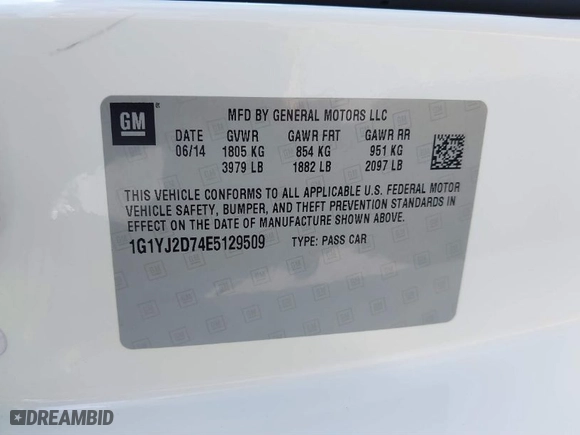 GM
MFD BY GENERAL MOTORS LLC
DATE GVWR GAWR FRT GAWR RR
06/14 1805 KG 854 KG 951 KG
3979 LB 1882 LB 2097 LB
THIS VEHICLE CONFORMS TO ALL APPLICABLE U.S. FEDERAL MOTOR
VEHICLE SAFETY, BUMPER, AND THEFT PREVENTION STANDARDS IN
EFFECT ON THE DATE OF MANUFACTURE SHOWN ABOVE.
1G1YJ2D74E5129509 TYPE: PASS CAR
DREAMBID